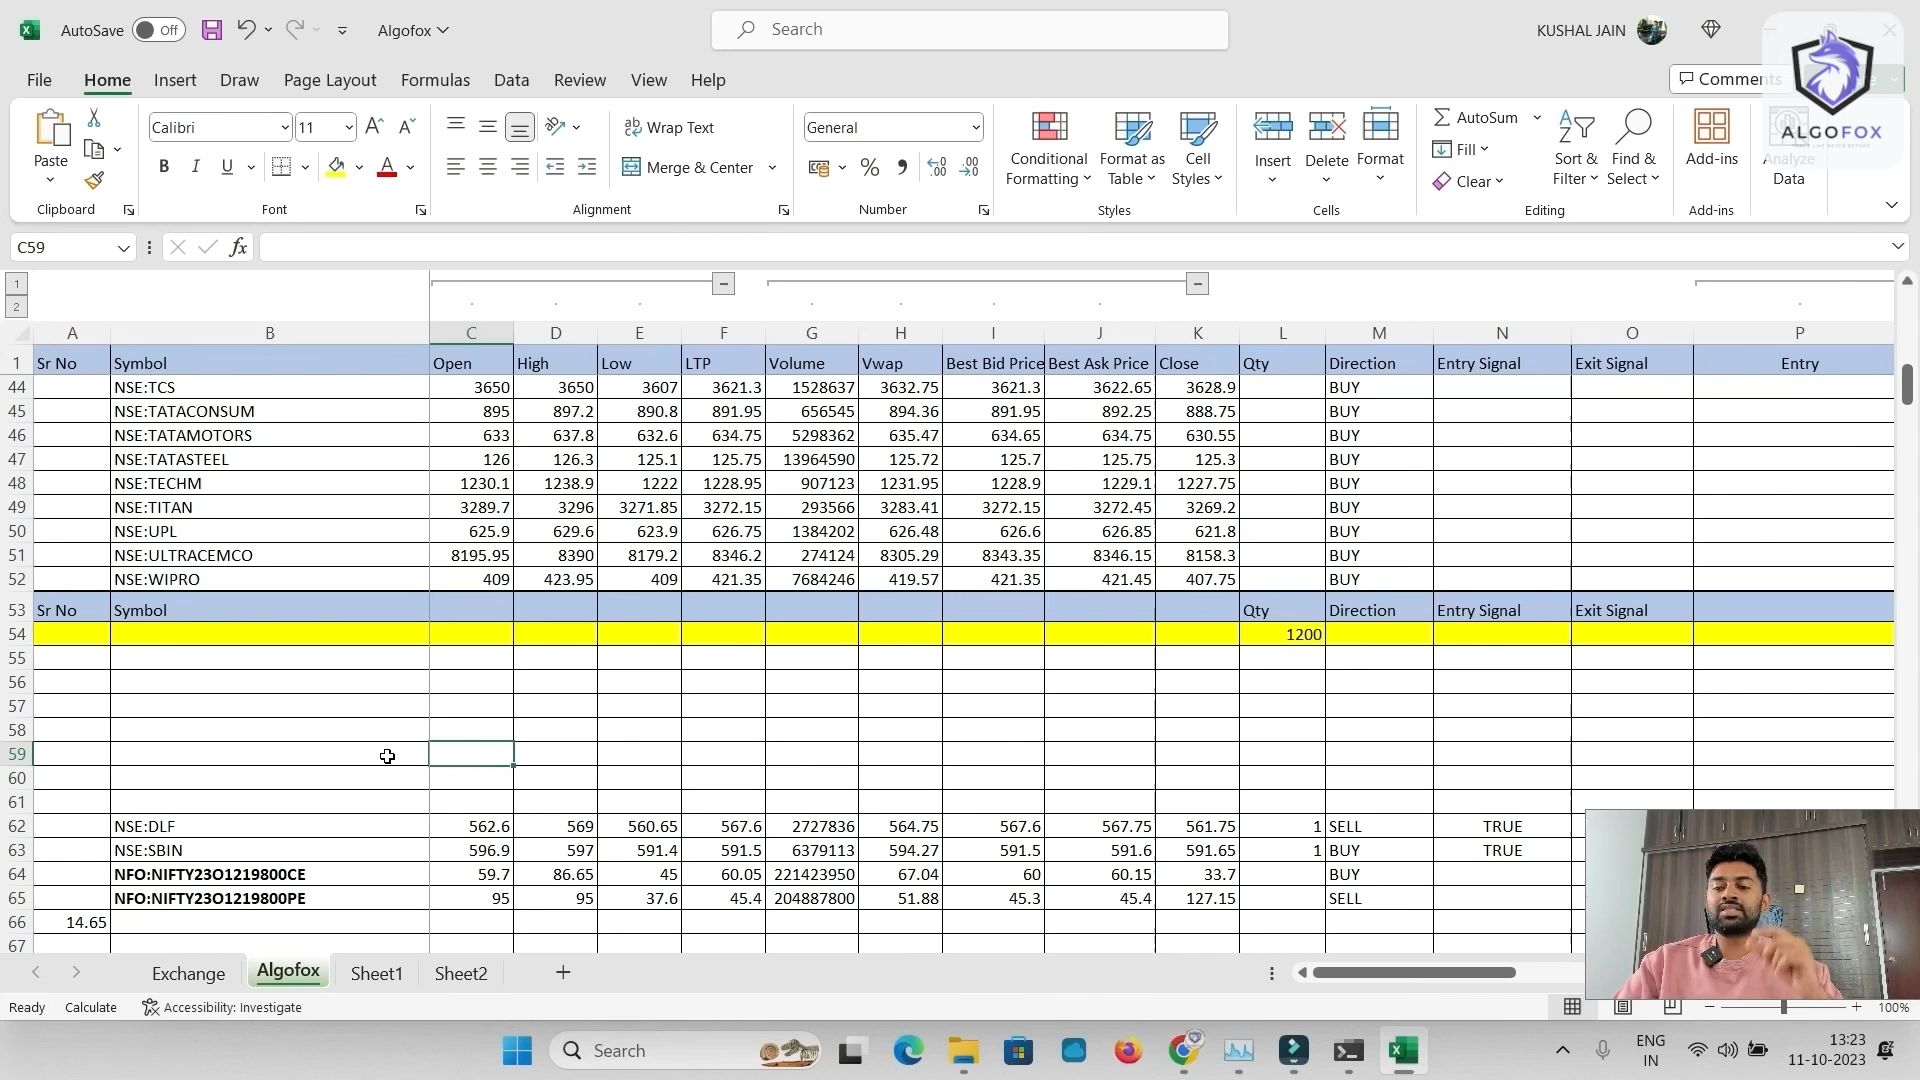 AutoSave Off Algofox Search KUSHAL JAIN
File Home Insert Draw Page Layout Formulas Data Review View Help Comments
ALGOFOX
Paste Calibri 11 Wrap Text General Conditional Format as Cell Insert Delete Format AutoSum Sort & Find & Add-ins Analyze
B I U Merge & Center Formatting Table Styles Fill Clear Filter Select Data
Clipboard Font Alignment Number Styles Cells Editing Add-ins
C59 fx
1
2
A B C D E F G H I J K L M N O P
1 Sr No Symbol Open High Low LTP Volume Vwap Best Bid Price Best Ask Price Close Qty Direction Entry Signal Exit Signal Entry
44 NSE:TCS 3650 3650 3607 3621.3 1528637 3632.75 3621.3 3622.65 3628.9 BUY
45 NSE:TATACONSUM 895 897.2 890.8 891.95 656545 894.36 891.95 892.25 888.75 BUY
46 NSE:TATAMOTORS 633 637.8 632.6 634.75 5298362 635.47 634.65 634.75 630.55 BUY
47 NSE:TATASTEEL 126 126.3 125.1 125.75 13964590 125.72 125.7 125.75 125.3 BUY
48 NSE:TECHM 1230.1 1238.9 1222 1228.95 907123 1231.95 1228.9 1229.1 1227.75 BUY
49 NSE:TITAN 3289.7 3296 3271.85 3272.15 293566 3283.41 3272.15 3272.45 3269.2 BUY
50 NSE:UPL 625.9 629.6 623.9 626.75 1384202 626.48 626.6 626.85 621.8 BUY
51 NSE:ULTRACEMCO 8195.95 8390 8179.2 8346.2 274124 8305.29 8343.35 8346.15 8158.3 BUY
52 NSE:WIPRO 409 423.95 409 421.35 7684246 419.57 421.35 421.45 407.75 BUY
53 Sr No Symbol Qty Direction Entry Signal Exit Signal
54 1200
55
56
57
58
59
60
61
62 NSE:DLF 562.6 569 560.65 567.6 2727836 564.75 567.6 567.75 561.75 1 SELL TRUE
63 NSE:SBIN 596.9 597 591.4 591.5 6379113 594.27 591.5 591.6 591.65 1 BUY TRUE
64 NFO:NIFTY23O1219800CE 59.7 86.65 45 60.05 221423950 67.04 60 60.15 33.7 BUY
65 NFO:NIFTY23O1219800PE 95 95 37.6 45.4 204887800 51.88 45.3 45.4 127.15 SELL
66 14.65
67
Exchange Algofox Sheet1 Sheet2
Ready Calculate Accessibility: Investigate 100%
Search ENG IN 13:23 11-10-2023